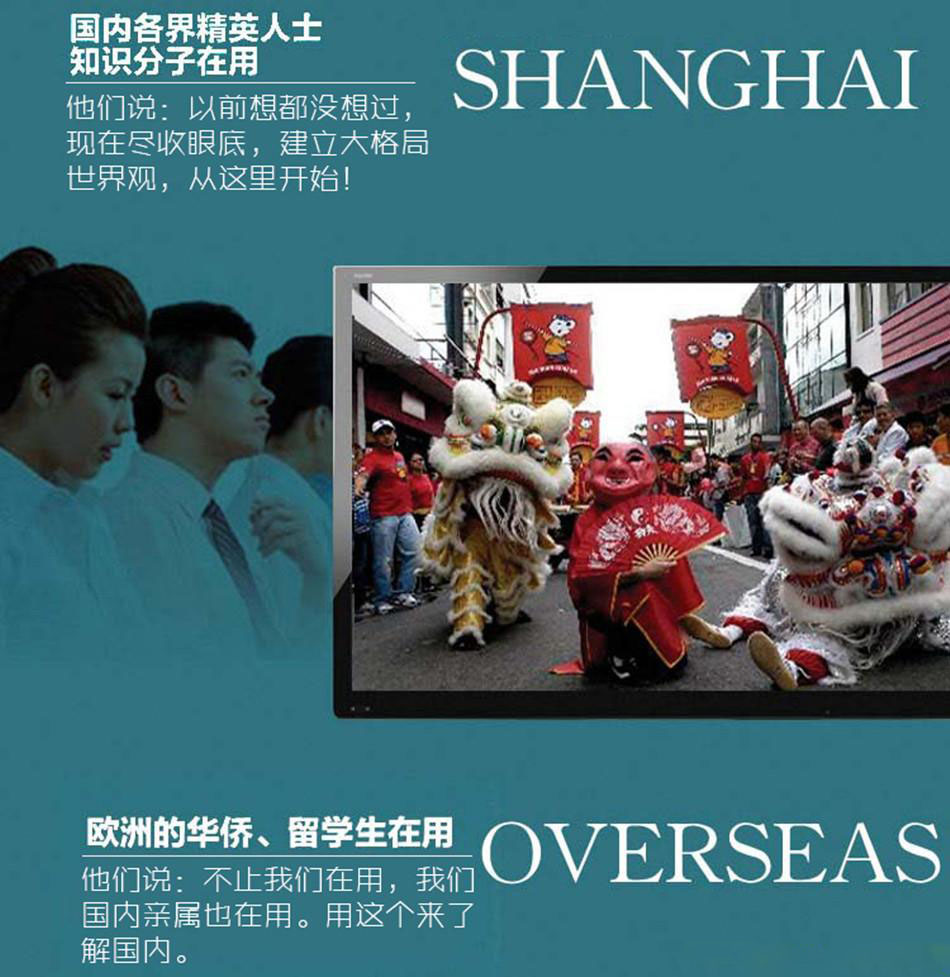 国内各界精英人士
知识分子在用
SHANGHAI
他们说：以前想都没想过，
现在尽收眼底，建立大格局
世界观，从这里开始！
欧洲的华侨、留学生在用
OVERSEAS
他们说：不止我们在用，我们
国内亲属也在用。用这个来了
解国内。